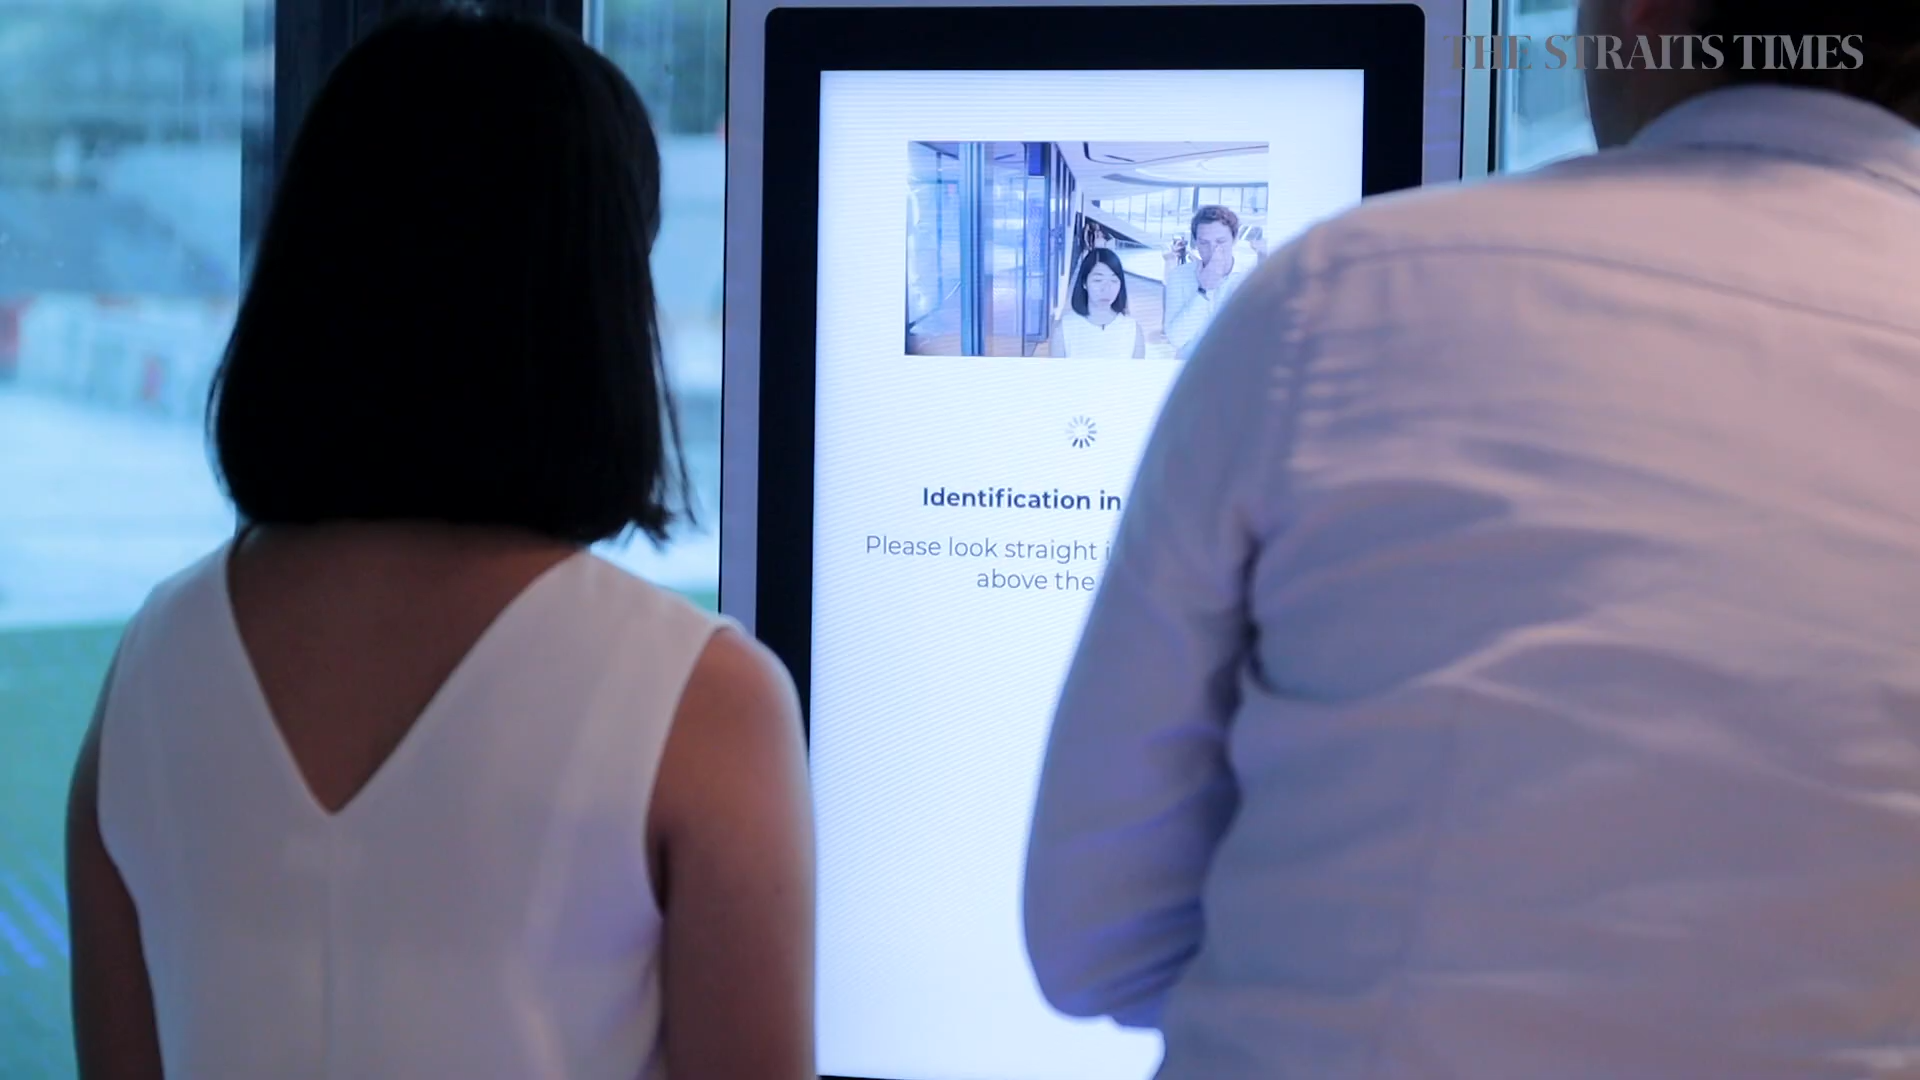 THE STRAITS TIMES
Identification in
Please look straight
above the